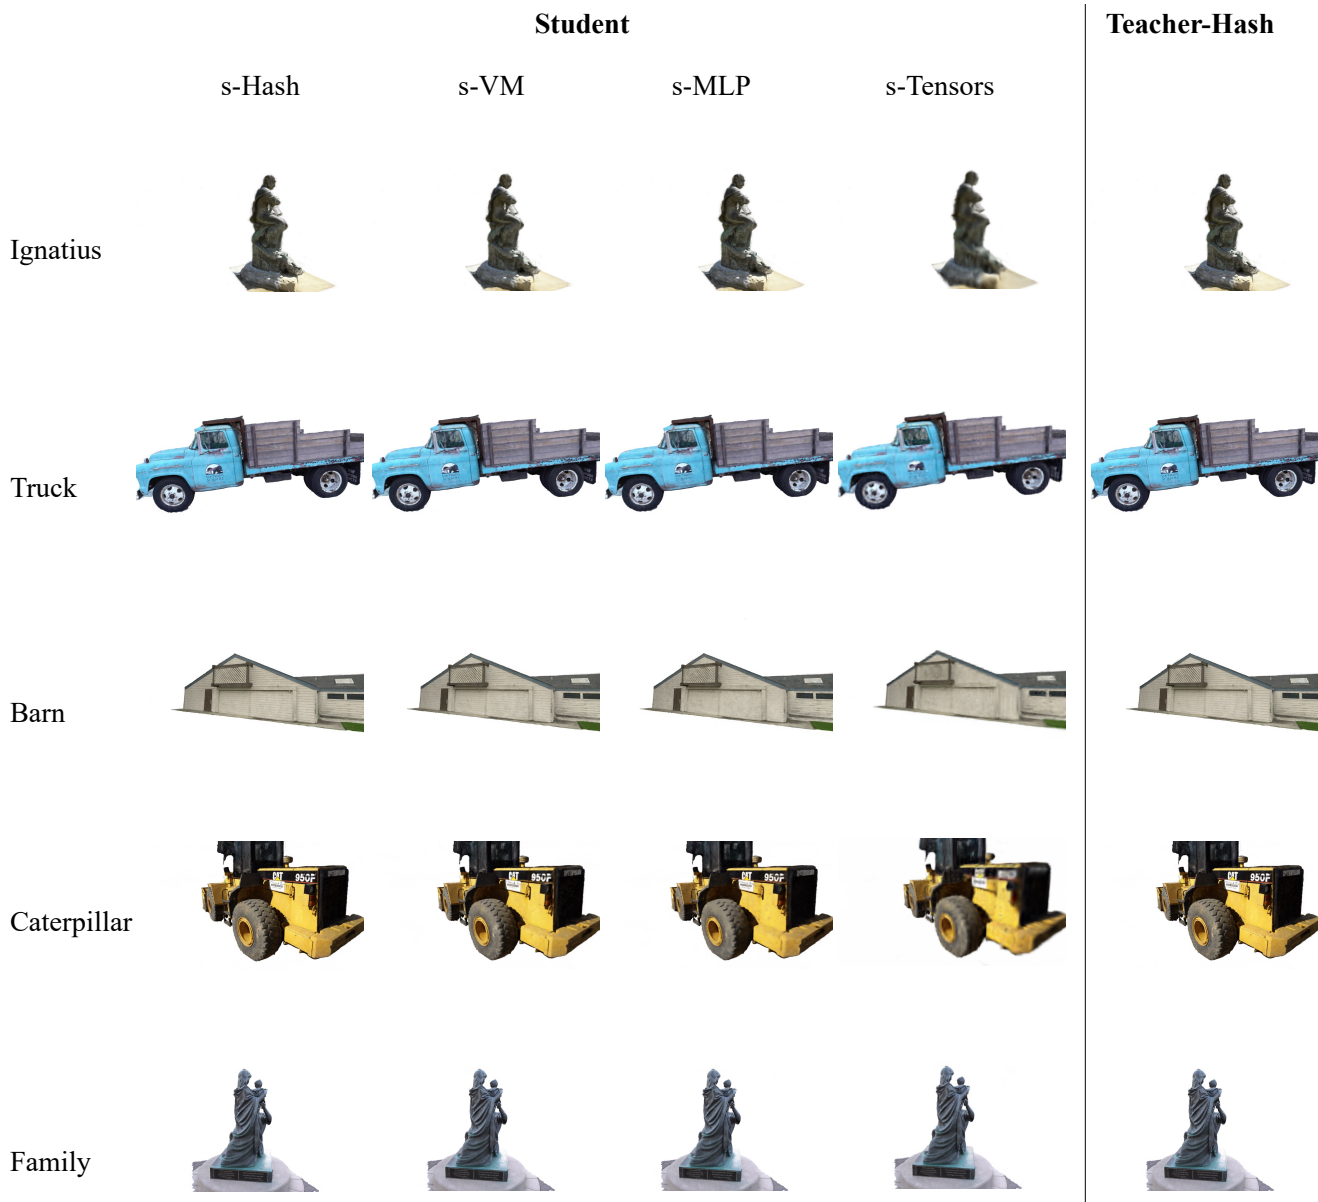 Student
Teacher-Hash
s-Hash
s-VM
s-MLP
s-Tensors
Ignatius
Truck
Barn
CAT 950F
CAT 950F
CAT 950F
CAT 950F
Caterpillar
Family